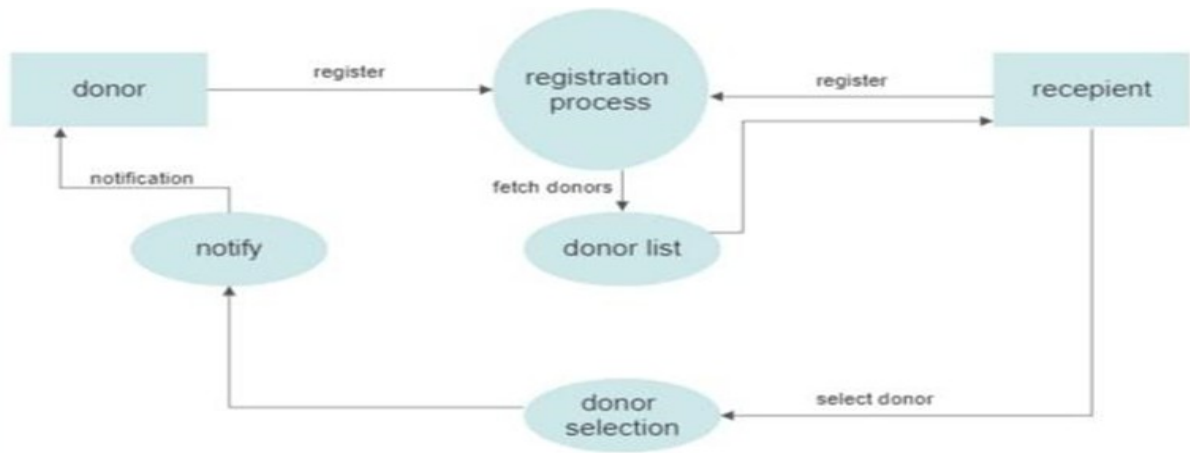 donor
register
registration
process
register
recepient
notification
fetch donors
notify
donor list
donor
selection
select donor